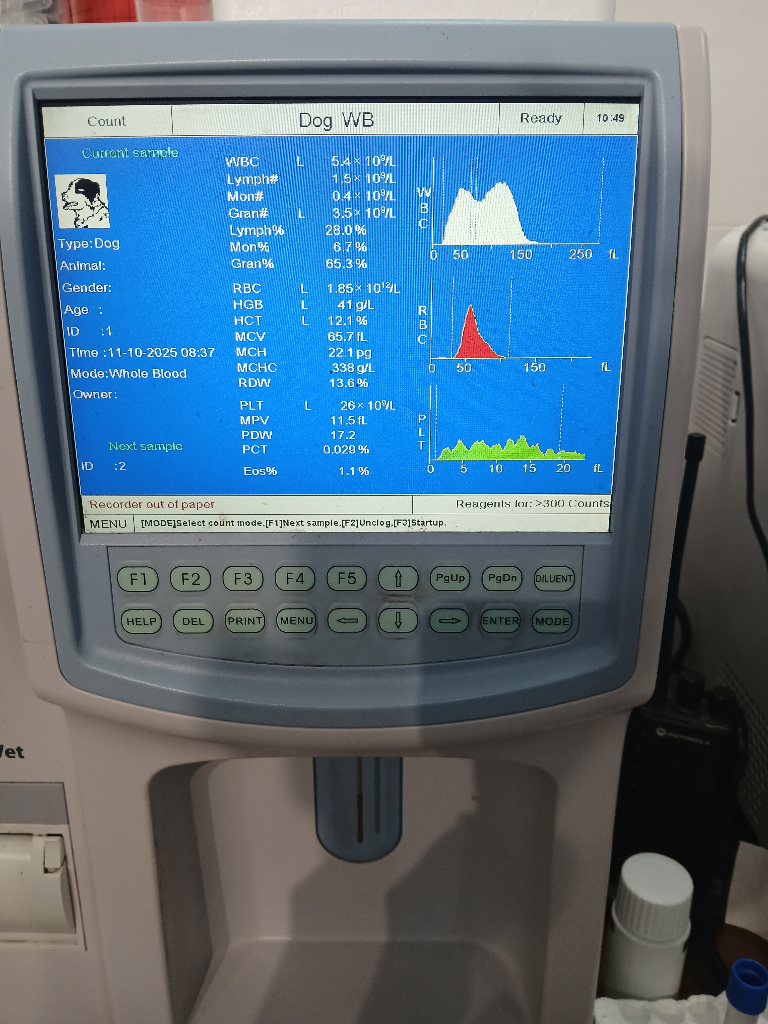 Count Dog WB Ready 10:49
Current sample
Type:Dog
Animal:
Gender:
Age :
ID :1
Time :11-10-2025 08:37
Mode:Whole Blood
Owner:
Next sample
ID :2
WBC L 5.4× 10⁹/L
Lymph# 1.5× 10⁹/L
Mon# 0.4× 10⁹/L
Gran# L 3.5× 10⁹/L
Lymph% 28.0 %
Mon% 6.7 %
Gran% 65.3 %
RBC L 1.85× 10¹²/L
HGB L 41 g/L
HCT L 12.1 %
MCV 65.7 fL
MCH 22.1 pg
MCHC 338 g/L
RDW 13.6 %
PLT L 26× 10⁹/L
MPV 11.5 fL
PDW 17.2
PCT 0.029 %
Eos% 1.1 %
WBC
0 50 150 250 fL
RBC
0 50 150 fL
PLT
0 5 10 15 20 fL
Recorder out of paper Reagents for: >300 Counts
MENU [MODE]Select count mode.[F1]Next sample.[F2]Unclog.[F3]Startup.
F1 F2 F3 F4 F5 ⇧ PgUp PgDn DILUENT
HELP DEL PRINT MENU ⇦ ⇩ ⇨ ENTER MODE
Vet
MOTOROLA